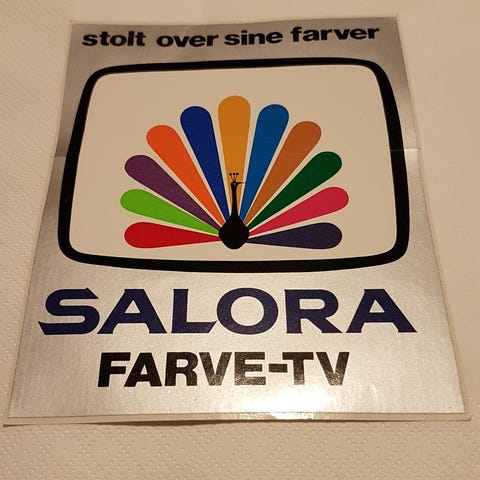 stolt over sine farver
SALORA
FARVE-TV